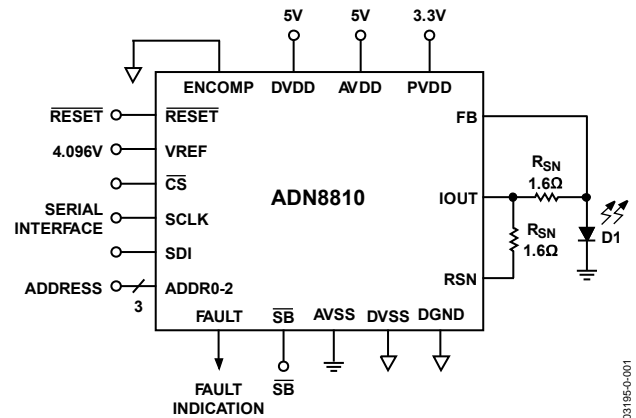 5V 5V 3.3V
ENCOMP DVDD AVDD PVDD
RESET RESET FB
4.096V VREF
RSN
1.6Ω
CS
ADN8810 IOUT
SERIAL
INTERFACE
SCLK
RSN
1.6Ω
D1
SDI
RSN
ADDRESS 3 ADDR0-2
FAULT SB AVSS DVSS DGND
FAULT
INDICATION
SB
03195-0-001